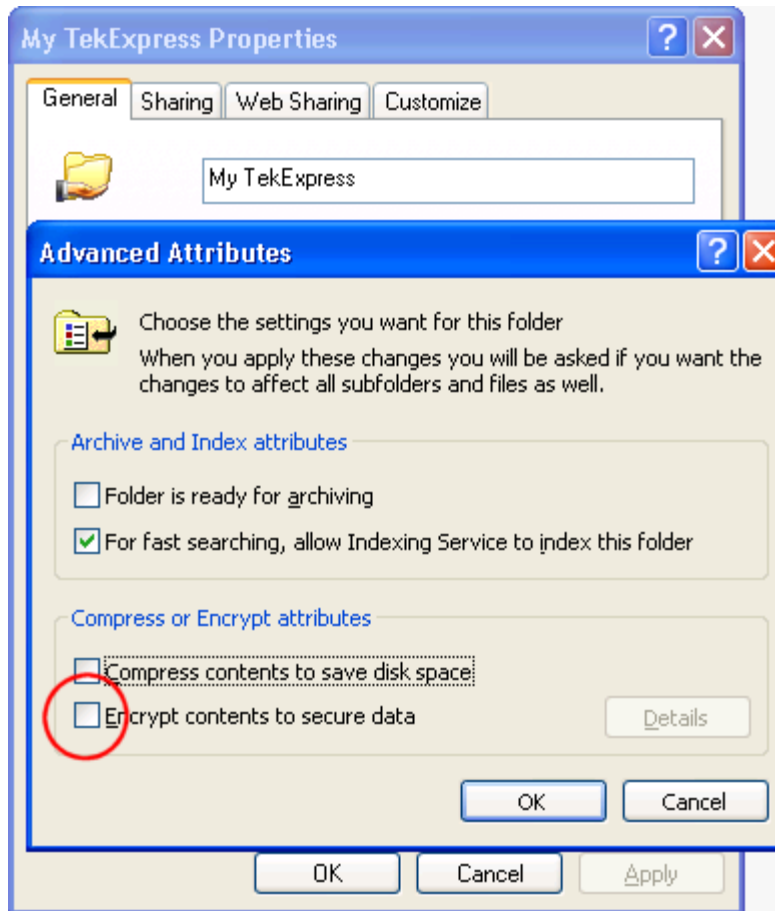 My TekExpress Properties
General Sharing Web Sharing Customize
My TekExpress
Advanced Attributes
Choose the settings you want for this folder
When you apply these changes you will be asked if you want the
changes to affect all subfolders and files as well.
Archive and Index attributes
Folder is ready for archiving
For fast searching, allow Indexing Service to index this folder
Compress or Encrypt attributes
Compress contents to save disk space
Encrypt contents to secure data
Details
OK Cancel
OK Cancel Apply